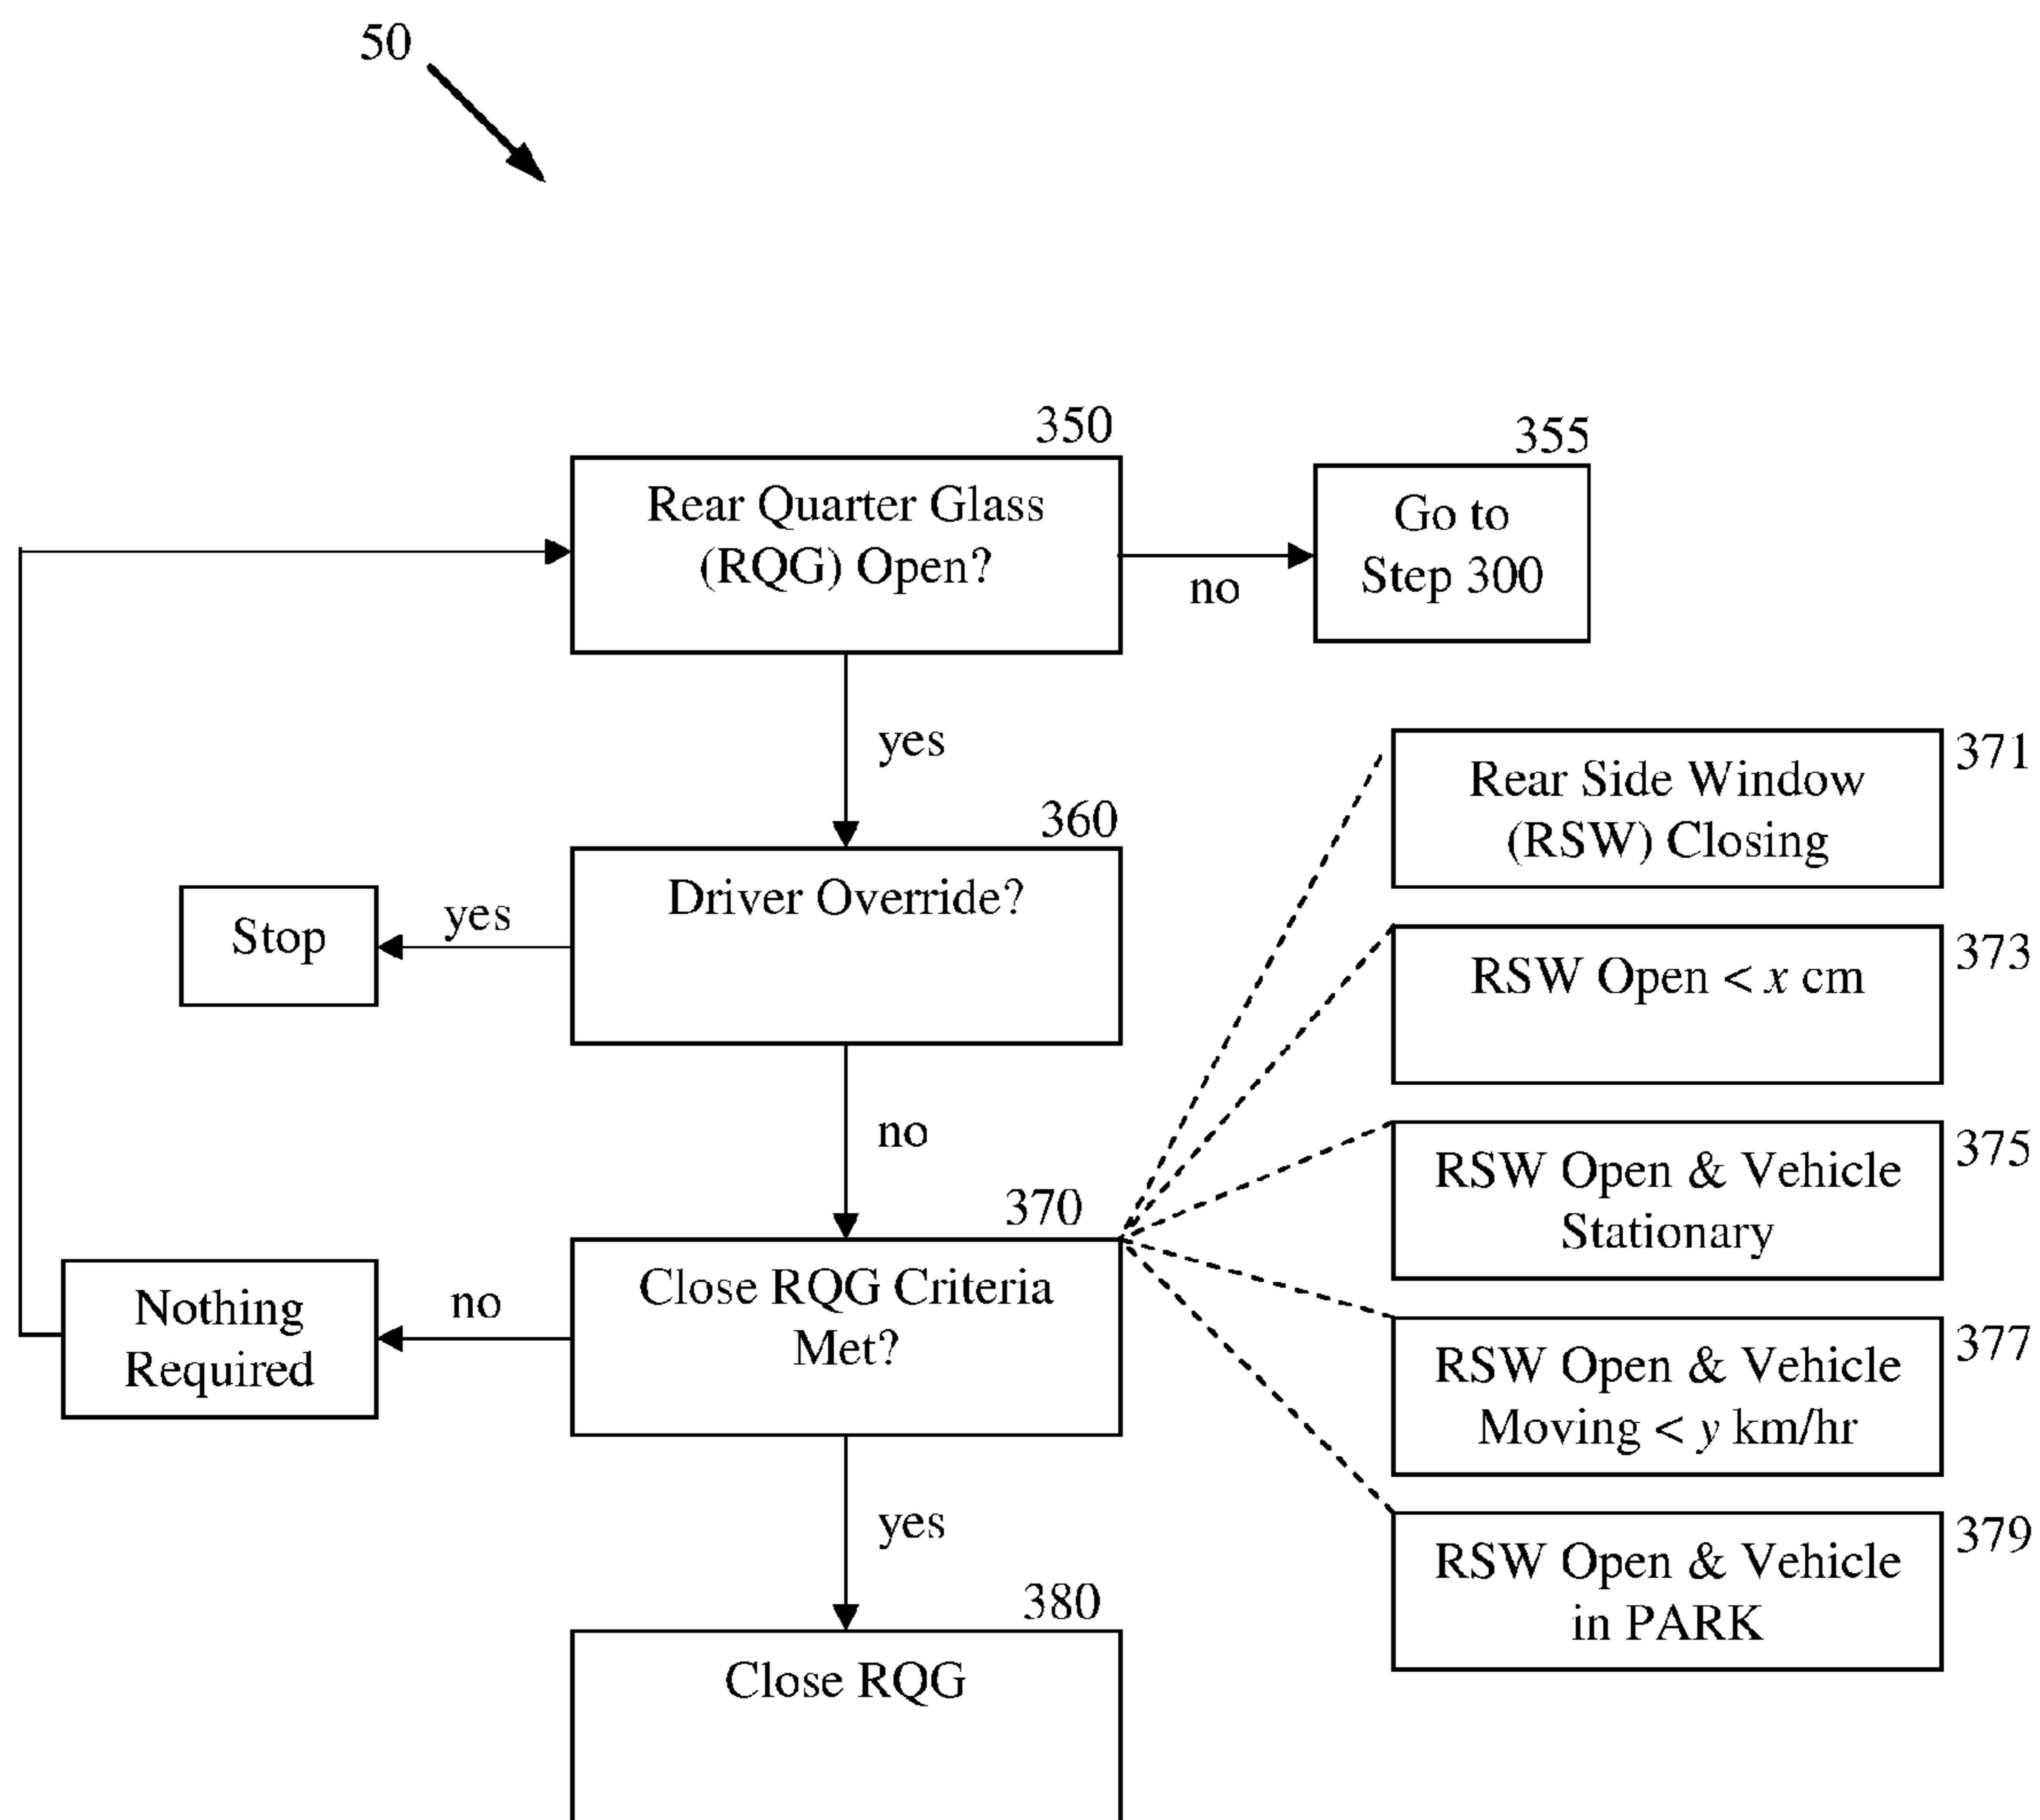 50
350
Rear Quarter Glass
(RQG) Open?
355
Go to
Step 300
no
yes
371
Rear Side Window
(RSW) Closing
360
Driver Override?
yes
Stop
373
RSW Open < x cm
no
375
RSW Open & Vehicle
Stationary
370
Close RQG Criteria
Met?
no
Nothing
Required
377
RSW Open & Vehicle
Moving < y km/hr
yes
379
RSW Open & Vehicle
in PARK
380
Close RQG